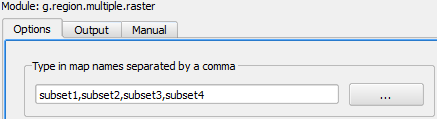 Module: g.region.multiple.raster
Options Output Manual
Type in map names separated by a comma
subset1,subset2,subset3,subset4 ...